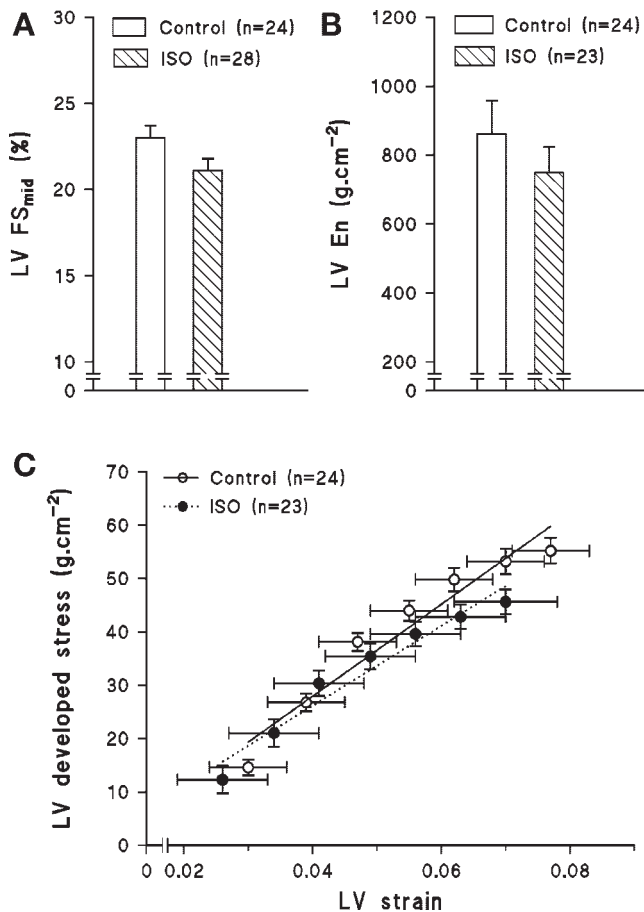 A
30
25
20
15
10
0
LV FSmid (%)
Control (n=24)
ISO (n=28)
B
1200
1000
800
600
400
200
0
LV En (g.cm-2)
Control (n=24)
ISO (n=23)
C
70
60
50
40
30
20
10
0
LV developed stress (g.cm-2)
Control (n=24)
ISO (n=23)
0 0.02 0.04 0.06 0.08
LV strain